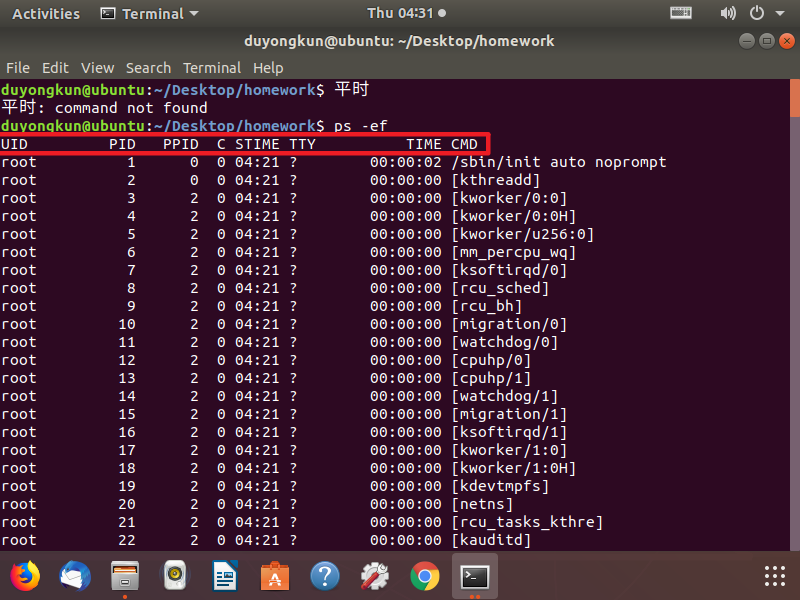 Activities Terminal Thu 04:31
duyongkun@ubuntu: ~/Desktop/homework
File Edit View Search Terminal Help
duyongkun@ubuntu:~/Desktop/homework$ 平时
平时: command not found
duyongkun@ubuntu:~/Desktop/homework$ ps -ef
UID PID PPID C STIME TTY TIME CMD
root 1 0 0 04:21 ? 00:00:02 /sbin/init auto noprompt
root 2 0 0 04:21 ? 00:00:00 [kthreadd]
root 3 2 0 04:21 ? 00:00:00 [kworker/0:0]
root 4 2 0 04:21 ? 00:00:00 [kworker/0:0H]
root 5 2 0 04:21 ? 00:00:00 [kworker/u256:0]
root 6 2 0 04:21 ? 00:00:00 [mm_percpu_wq]
root 7 2 0 04:21 ? 00:00:00 [ksoftirqd/0]
root 8 2 0 04:21 ? 00:00:00 [rcu_sched]
root 9 2 0 04:21 ? 00:00:00 [rcu_bh]
root 10 2 0 04:21 ? 00:00:00 [migration/0]
root 11 2 0 04:21 ? 00:00:00 [watchdog/0]
root 12 2 0 04:21 ? 00:00:00 [cpuhp/0]
root 13 2 0 04:21 ? 00:00:00 [cpuhp/1]
root 14 2 0 04:21 ? 00:00:00 [watchdog/1]
root 15 2 0 04:21 ? 00:00:00 [migration/1]
root 16 2 0 04:21 ? 00:00:00 [ksoftirqd/1]
root 17 2 0 04:21 ? 00:00:00 [kworker/1:0]
root 18 2 0 04:21 ? 00:00:00 [kworker/1:0H]
root 19 2 0 04:21 ? 00:00:00 [kdevtmpfs]
root 20 2 0 04:21 ? 00:00:00 [netns]
root 21 2 0 04:21 ? 00:00:00 [rcu_tasks_kthre]
root 22 2 0 04:21 ? 00:00:00 [kauditd]